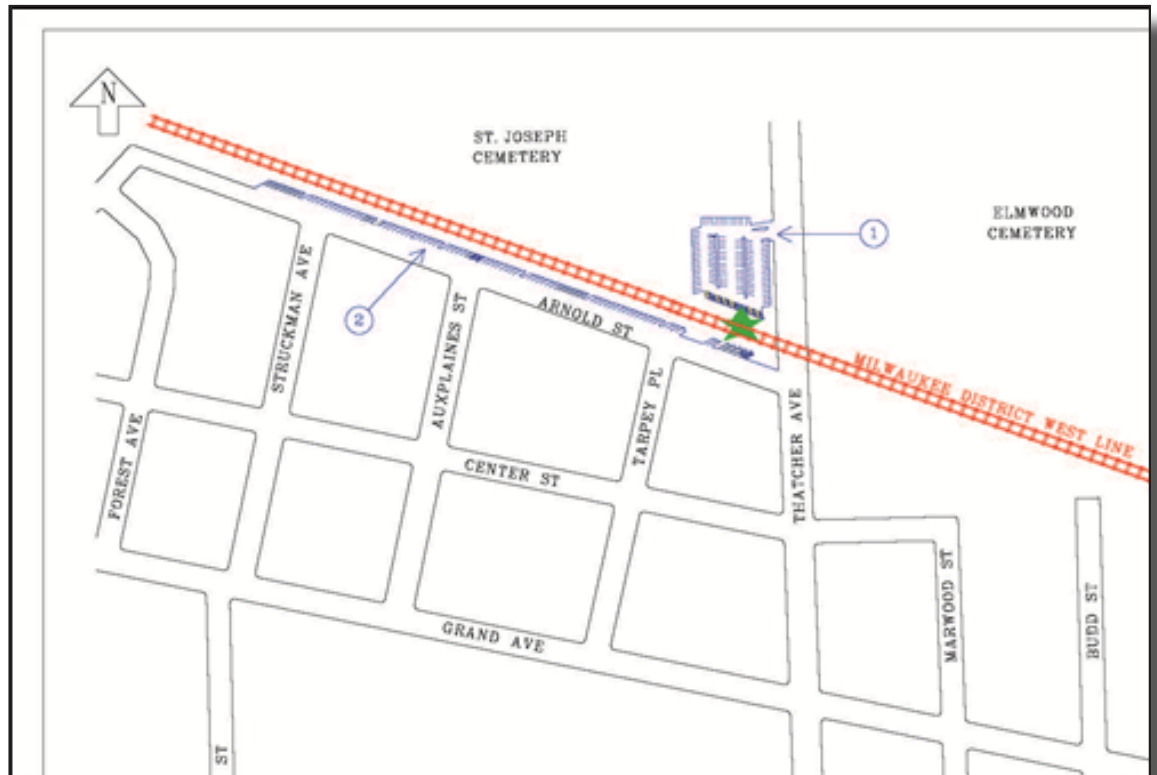 N
ST. JOSEPH
CEMETERY
ELMWOOD
CEMETERY
1
2
STRUCKMAN AVE
AUXPLAINES ST
ARNOLD ST
TARPEY PL
MILWAUKEE DISTRICT WEST LINE
THATCHER AVE
FOREST AVE
CENTER ST
MARWOOD ST
BUDD ST
GRAND AVE
ST